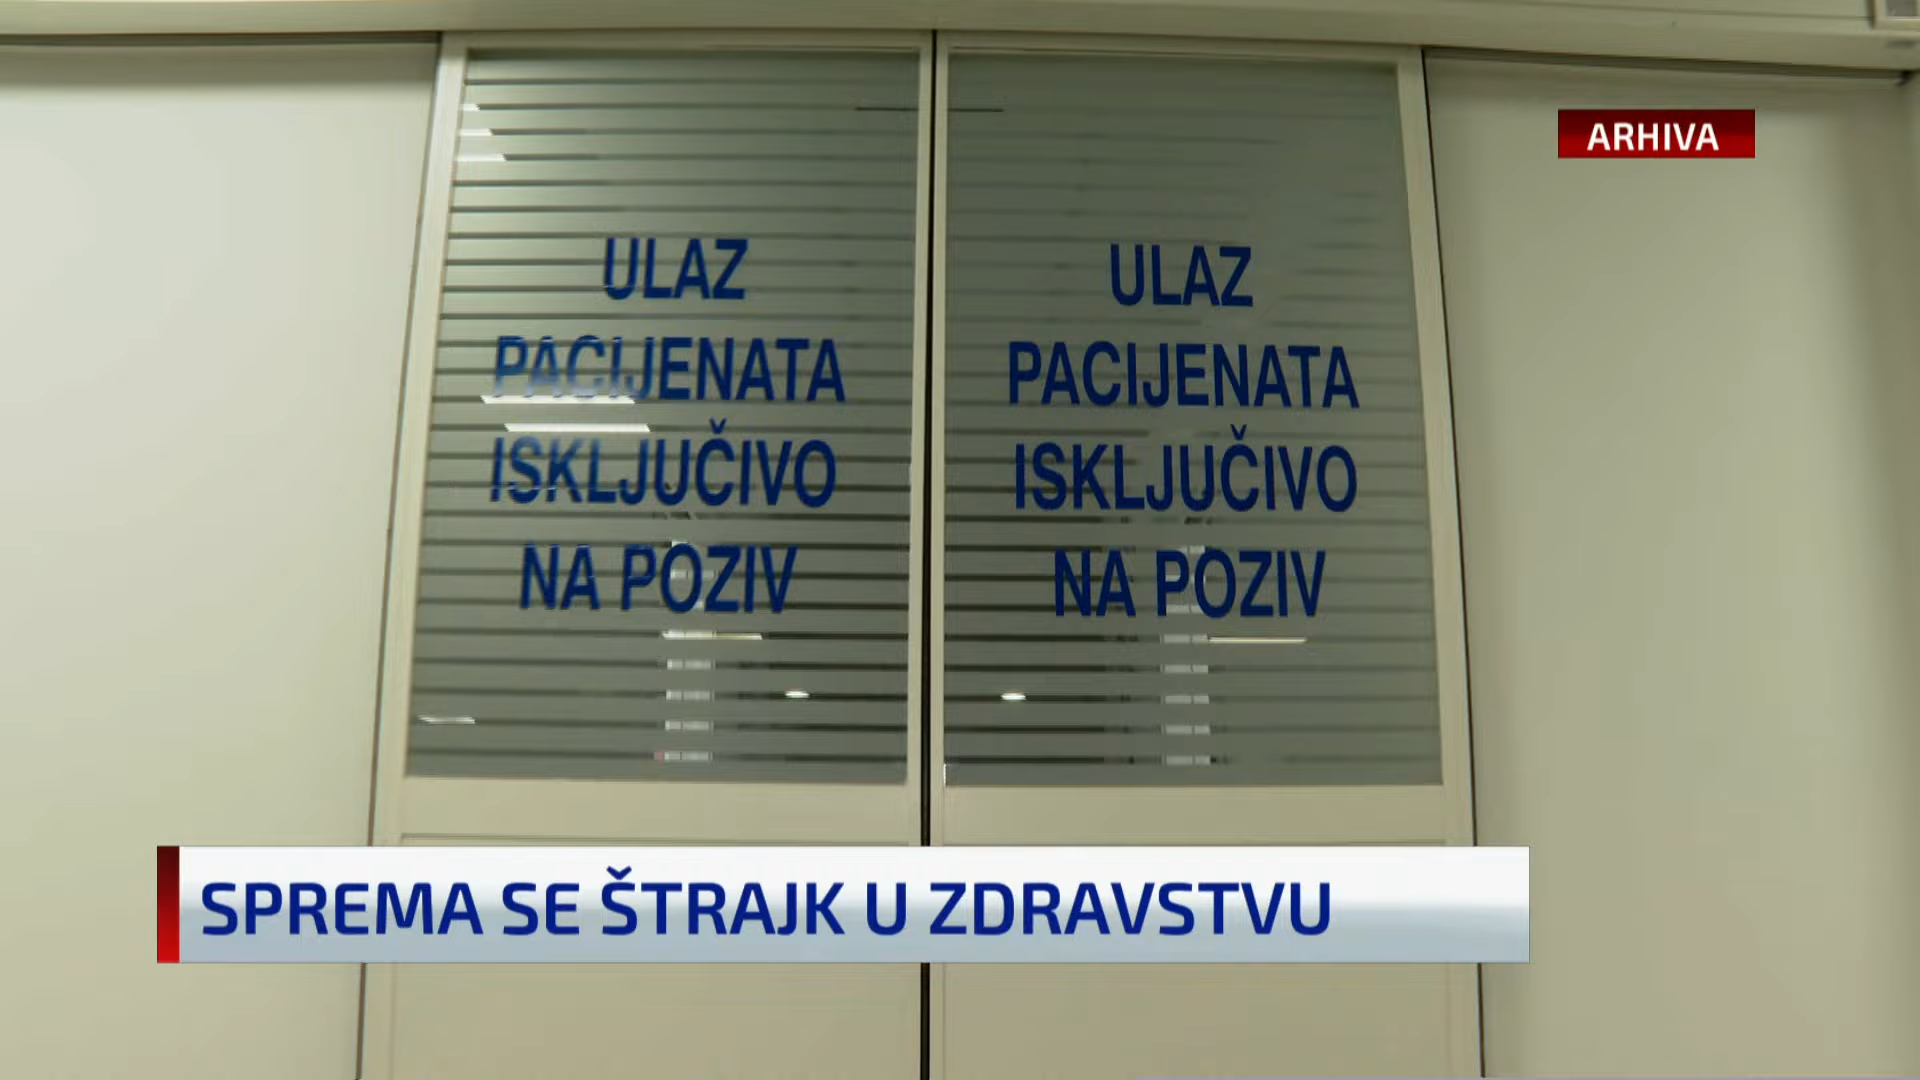 ARHIVA
ULAZ
PACIJENATA
ISKLJUČIVO
NA POZIV
ULAZ
PACIJENATA
ISKLJUČIVO
NA POZIV
SPREMA SE ŠTRAJK U ZDRAVSTVU